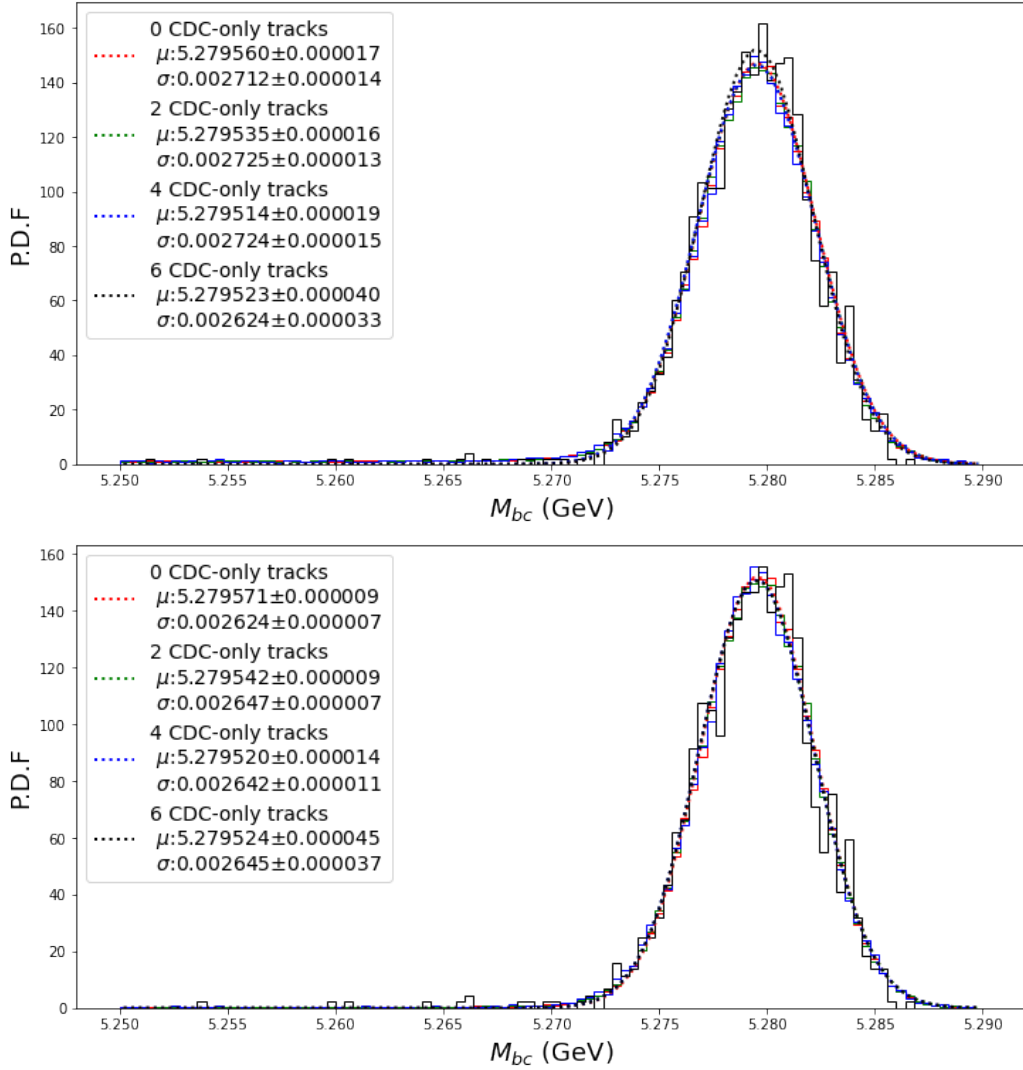 160
140
120
100
80
60
40
20
0
P.D.F
0 CDC-only tracks
μ:5.279560±0.000017
σ:0.002712±0.000014
2 CDC-only tracks
μ:5.279535±0.000016
σ:0.002725±0.000013
4 CDC-only tracks
μ:5.279514±0.000019
σ:0.002724±0.000015
6 CDC-only tracks
μ:5.279523±0.000040
σ:0.002624±0.000033
5.250 5.255 5.260 5.265 5.270 5.275 5.280 5.285 5.290
M_bc (GeV)
160
140
120
100
80
60
40
20
0
P.D.F
0 CDC-only tracks
μ:5.279571±0.000009
σ:0.002624±0.000007
2 CDC-only tracks
μ:5.279542±0.000009
σ:0.002647±0.000007
4 CDC-only tracks
μ:5.279520±0.000014
σ:0.002642±0.000011
6 CDC-only tracks
μ:5.279524±0.000045
σ:0.002645±0.000037
5.250 5.255 5.260 5.265 5.270 5.275 5.280 5.285 5.290
M_bc (GeV)